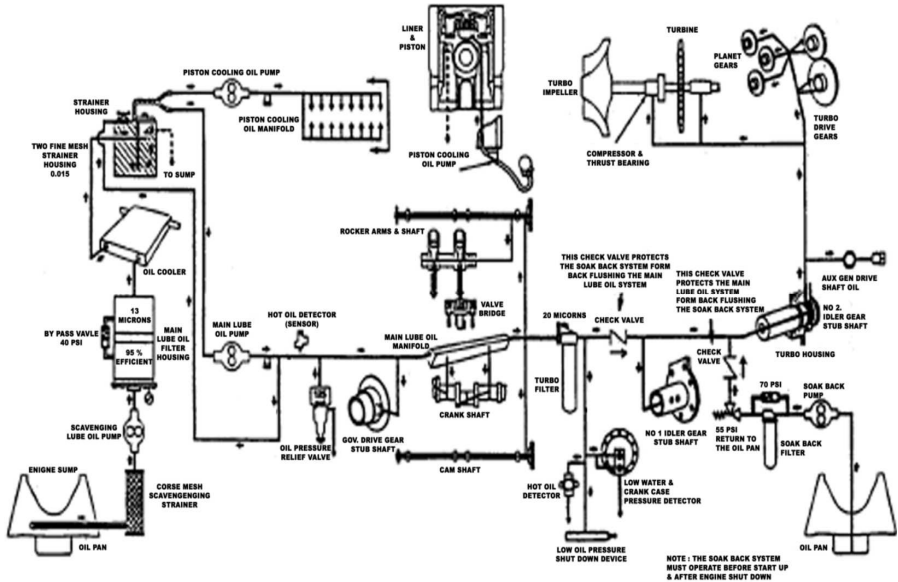 LINER &
PISTON
TURBINE
PLANET
GEARS
PISTON COOLING OIL PUMP
TURBO
IMPELLER
STRAINER
HOUSING
PISTON COOLING
OIL MANIFOLD
TURBO
DRIVE
GEARS
TWO FINE MESH
STRAINER
HOUSING
0.015
TO SUMP
PISTON COOLING
OIL PUMP
COMPRESSOR &
THRUST BEARING
ROCKER ARMS & SHAFT
OIL COOLER
THIS CHECK VALVE PROTECTS
THE SOAK BACK SYSTEM FORM
BACK FLUSHING THE MAIN
LUBE OIL SYSTEM
THIS CHECK VALVE
PROTECTS THE MAIN
LUBE OIL SYSTEM
FORM BACK FLUSHING
THE SOAK BACK SYSTEM
AUX GEN DRIVE
SHAFT OIL
13
MICRONS
95 %
EFFICIENT
BY PASS VAVLE
40 PSI
MAIN
LUBE OIL
FILTER
HOUSING
MAIN LUBE
OIL PUMP
HOT OIL DETECTOR
(SENSOR)
VALVE
BRIDGE
MAIN LUBE OIL
MANIFOLD
20 MICORNS
CHECK VALVE
NO 2.
IDLER GEAR
STUB SHAFT
TURBO HOUSING
CHECK
VALVE
TURBO
FILTER
CRANK SHAFT
70 PSI
SOAK BACK
PUMP
SCAVENGING
LUBE OIL PUMP
125
GOV. DRIVE GEAR
STUB SHAFT
OIL PRESSURE
RELIEF VALVE
NO 1 IDLER GEAR
STUB SHAFT
55 PSI
RETURN TO
THE OIL PAN
SOAK BACK
FILTER
OIL PAN
CAM SHAFT
ENIGNE SUMP
CORSE MESH
SCAVENGENGING
STRAINER
OIL PAN
HOT OIL
DETECTOR
LOW WATER &
CRANK CASE
PRESSURE DETECTOR
LOW OIL PRESSURE
SHUT DOWN DEVICE
NOTE : THE SOAK BACK SYSTEM
MUST OPERATE BEFORE START UP
& AFTER ENGINE SHUT DOWN